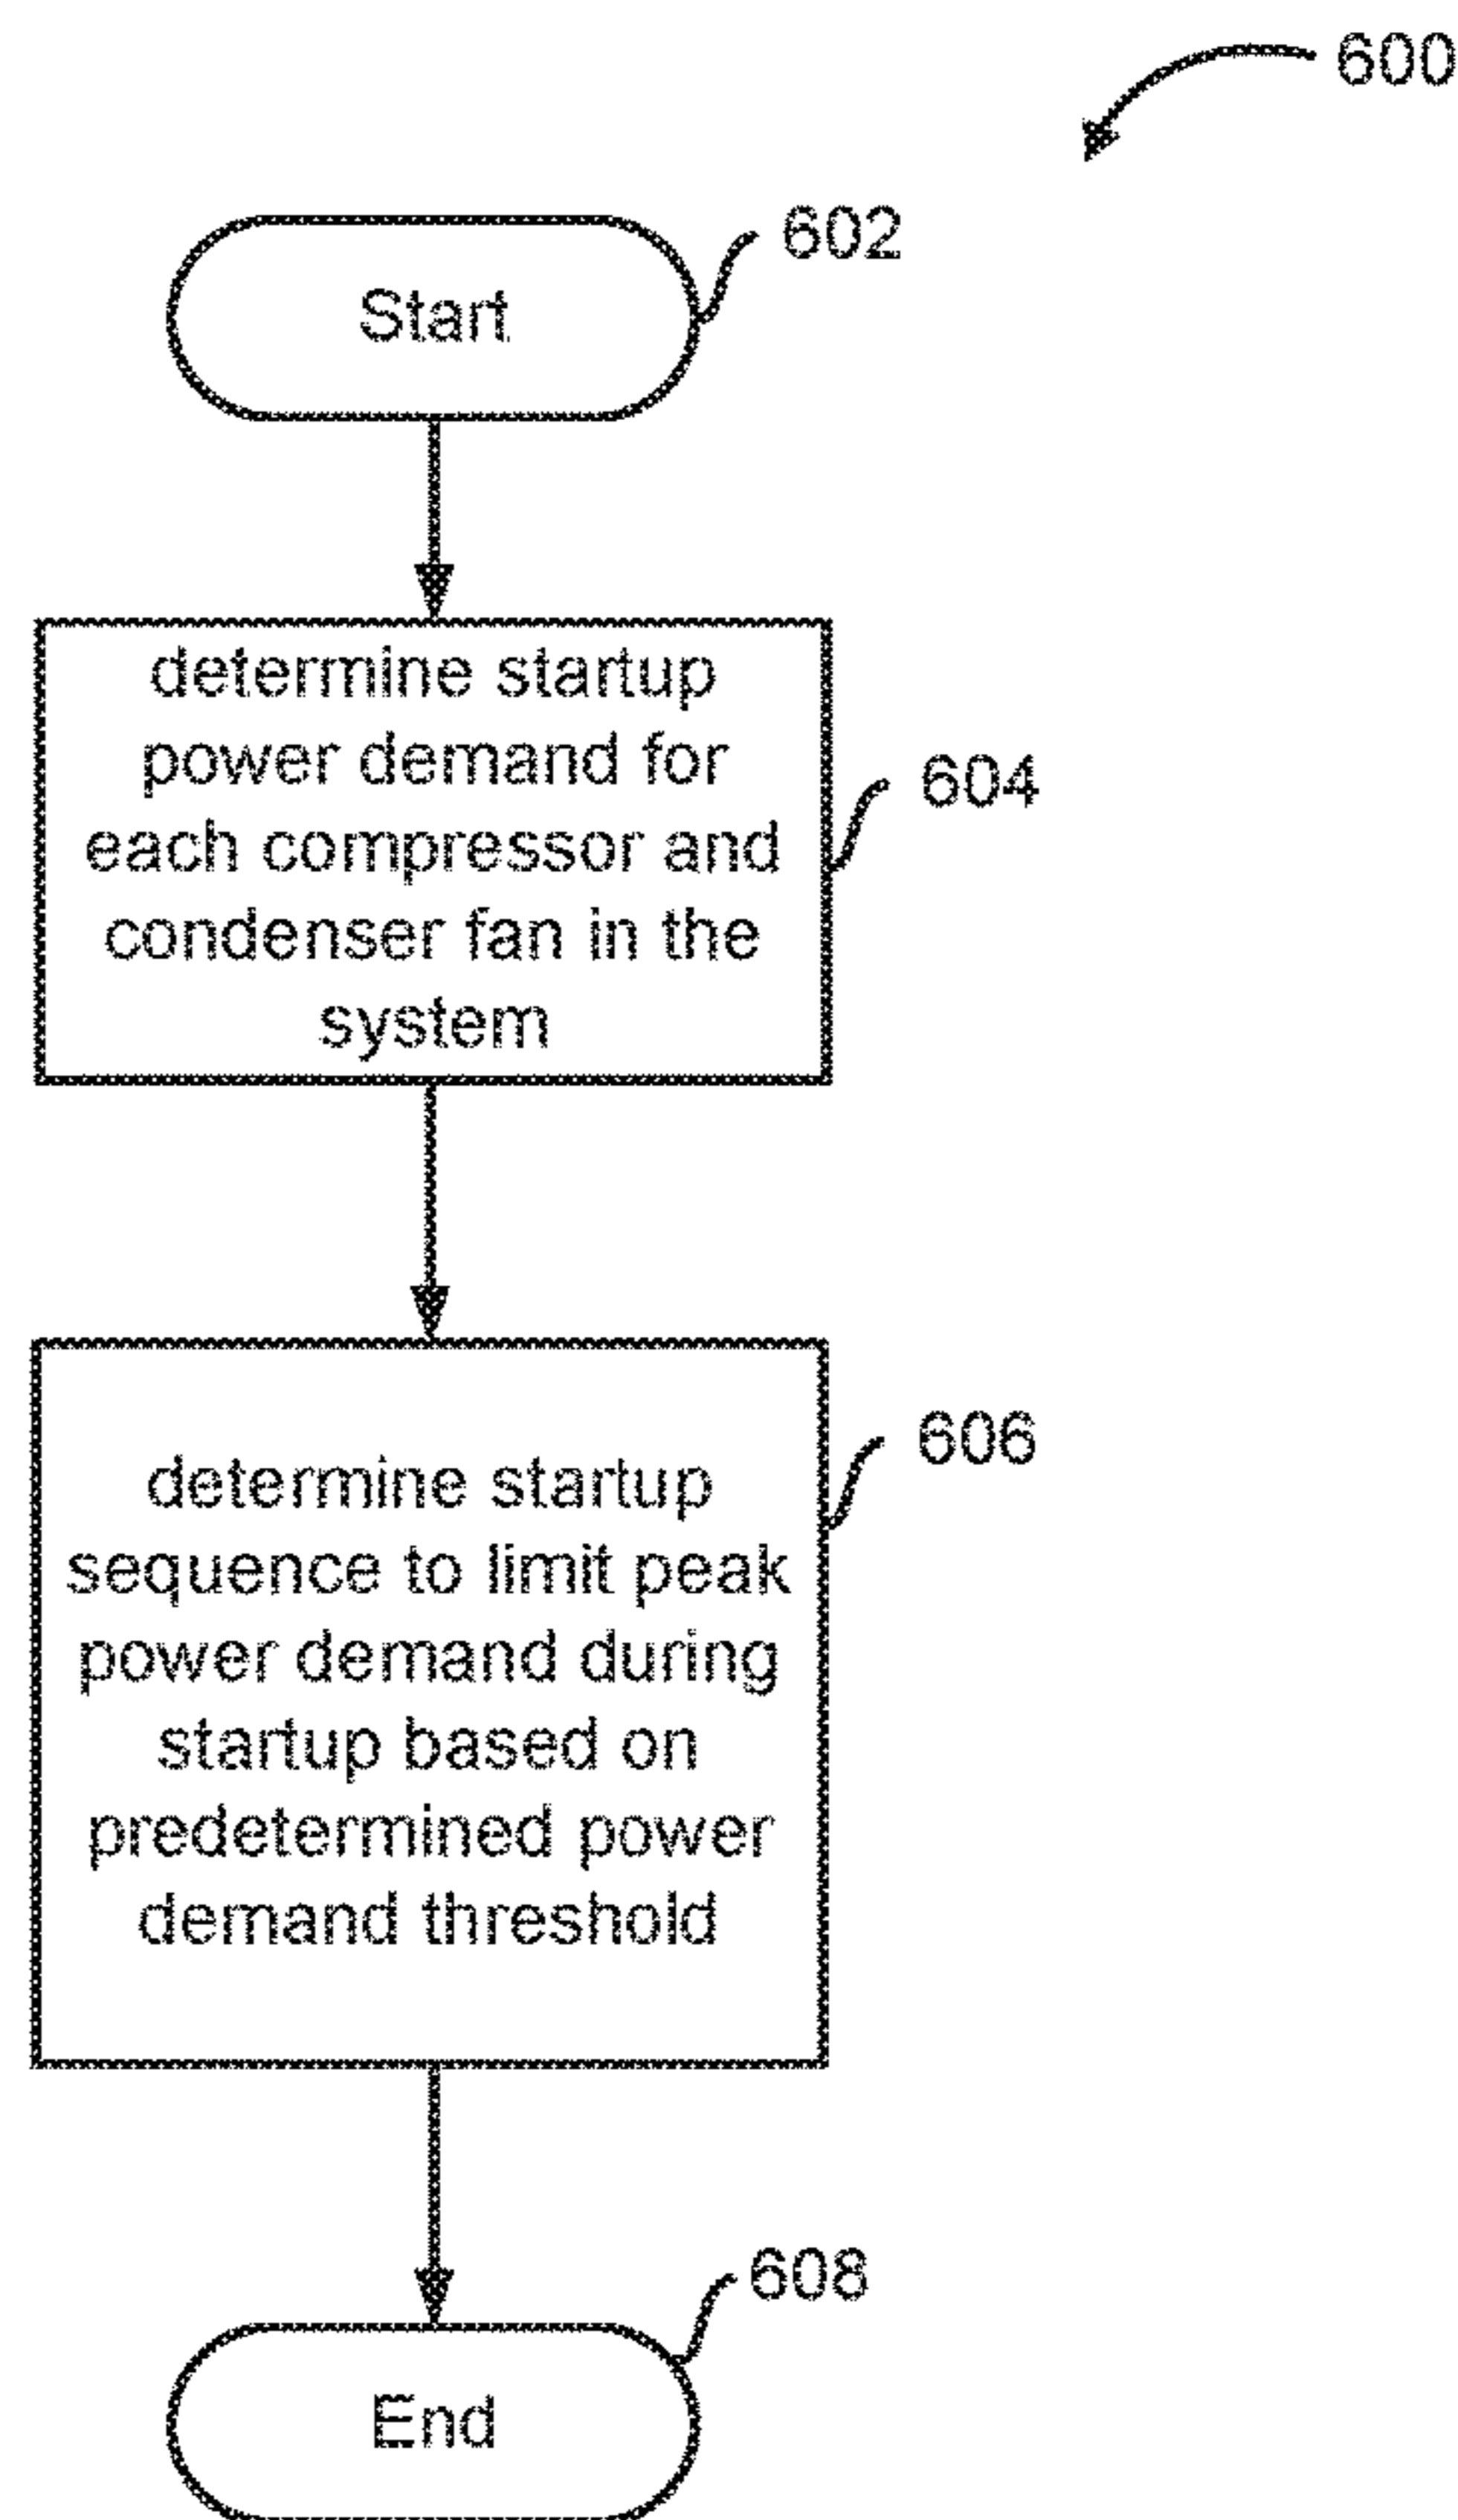 600
602
Start
determine startup
power demand for
each compressor and
condenser fan in the
system
604
606
determine startup
sequence to limit peak
power demand during
startup based on
predetermined power
demand threshold
608
End